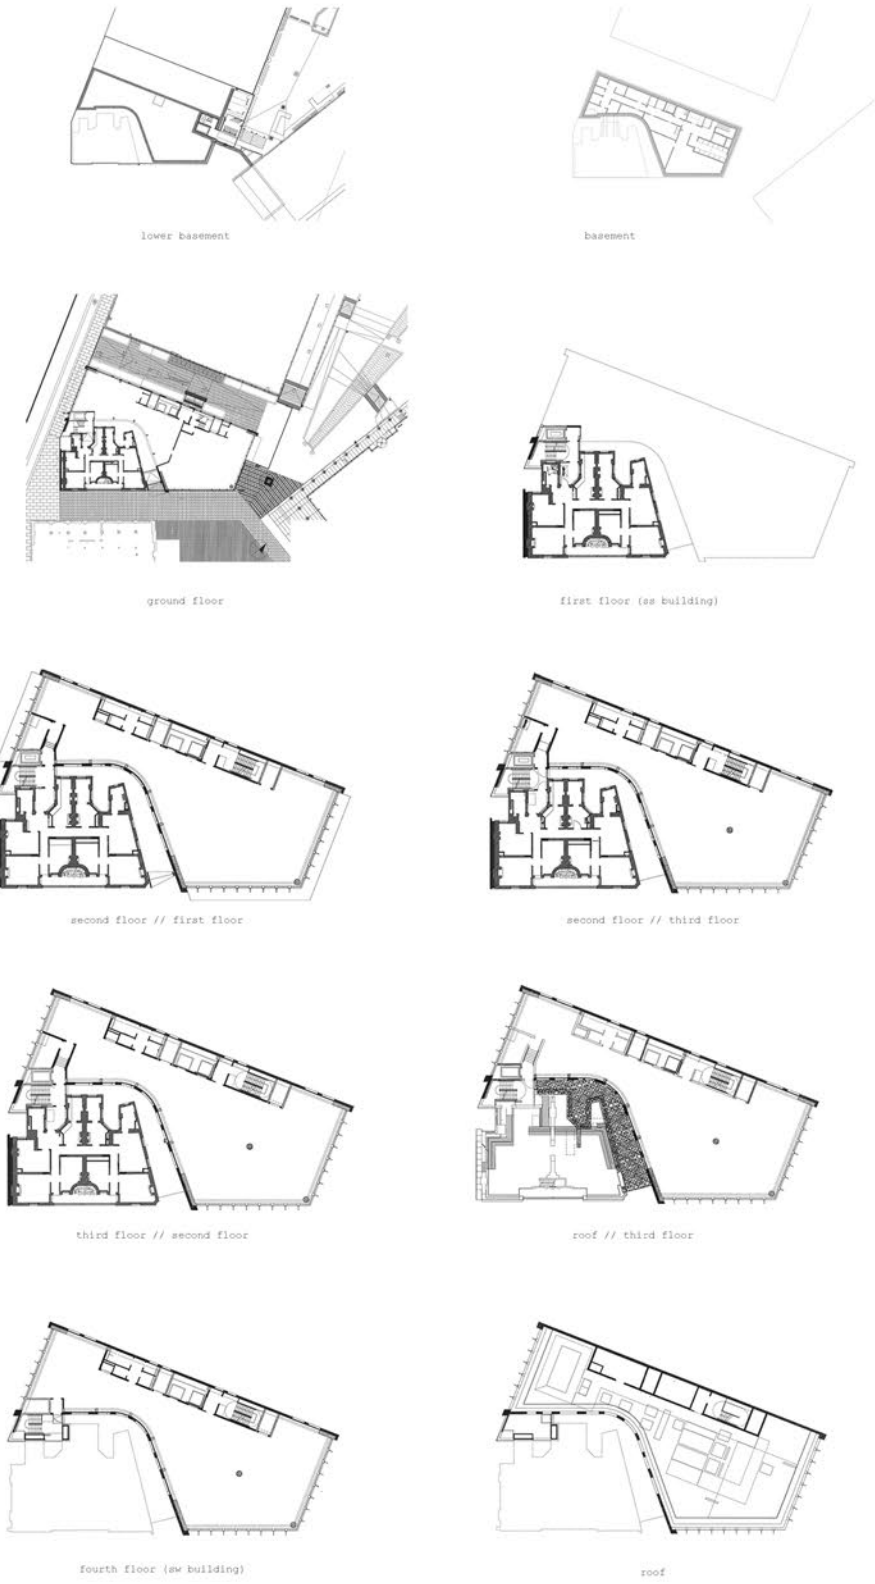 lower basement
basement
ground floor
first floor (ss building)
second floor // first floor
second floor // third floor
third floor // second floor
roof // third floor
fourth floor (sw building)
roof